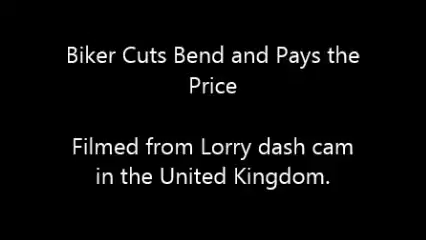 Biker Cuts Bend and Pays the
Price
Filmed from Lorry dash cam
in the United Kingdom.